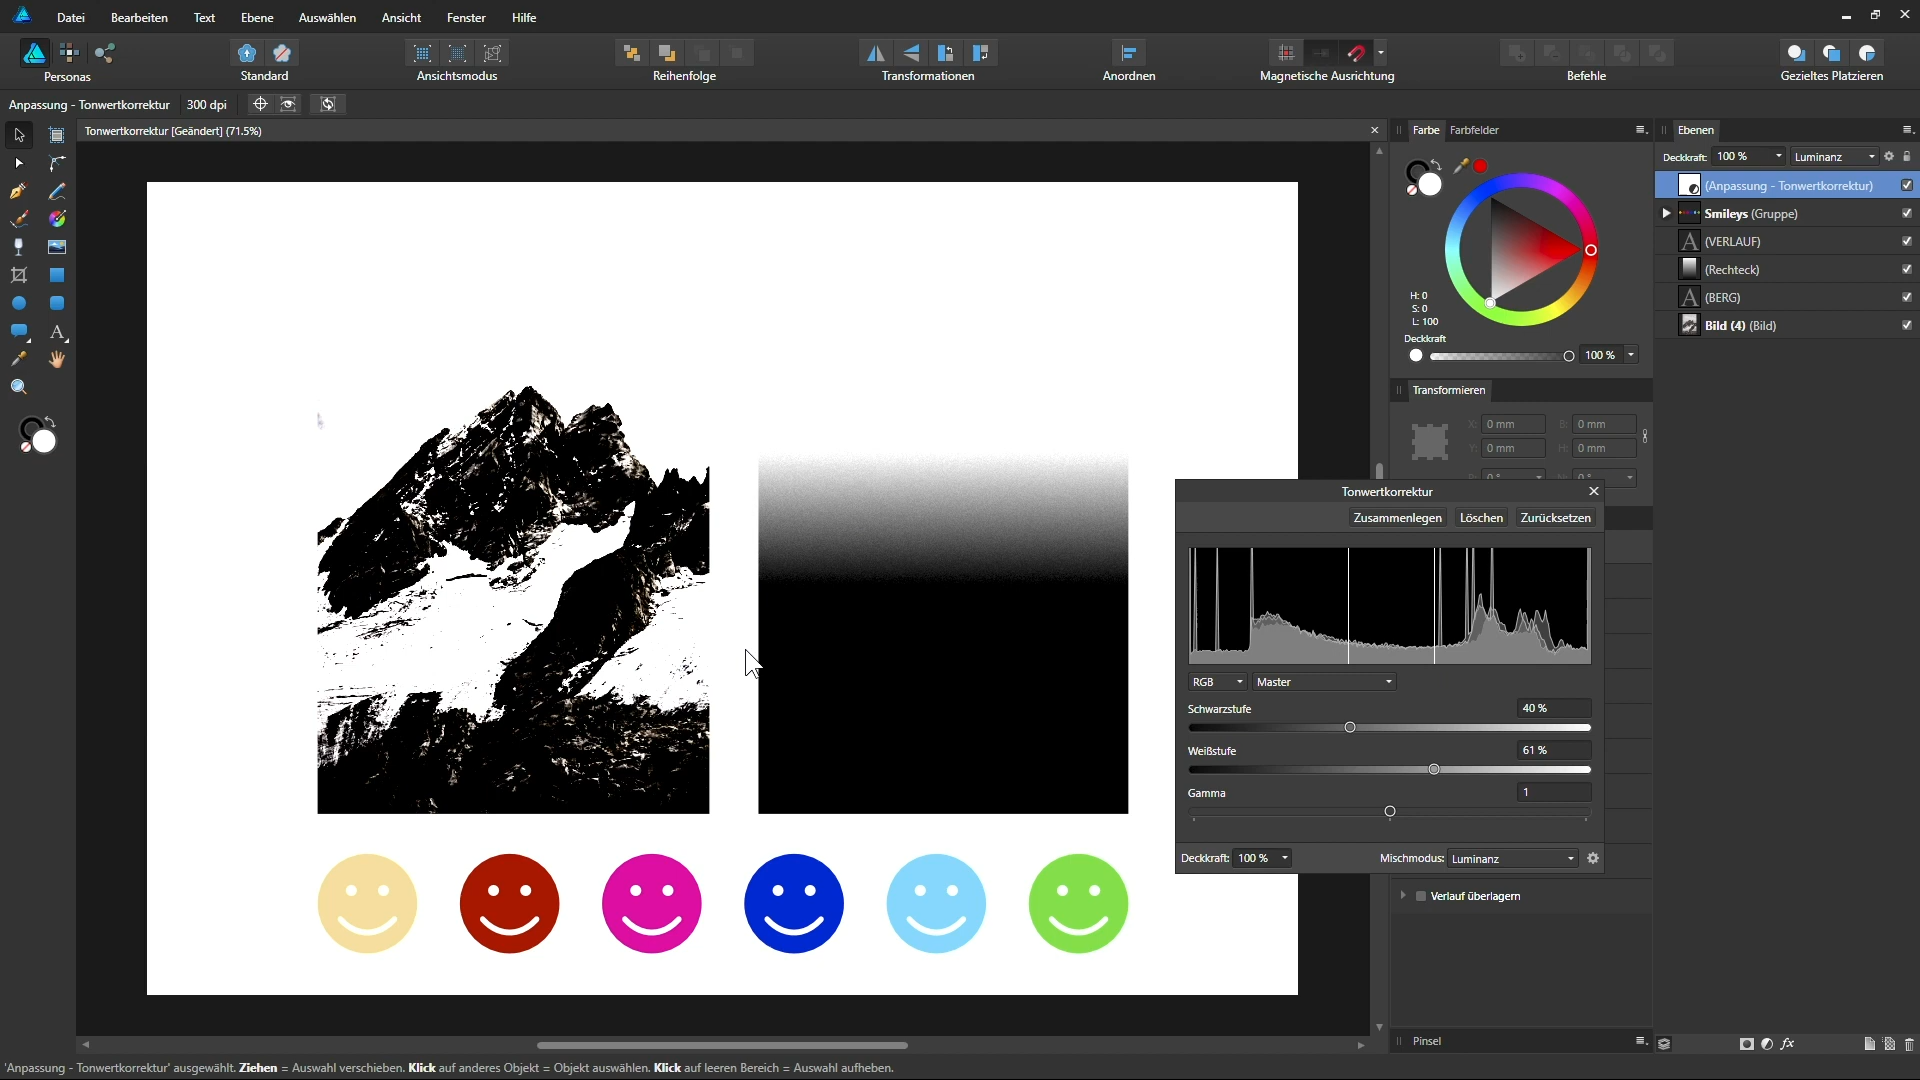 Datei Bearbeiten Text Ebene Auswählen Ansicht Fenster Hilfe
Personas Standard Ansichtsmodus Reihenfolge Transformationen Anordnen Magnetische Ausrichtung Befehle Gezieltes Platzieren
Anpassung - Tonwertkorrektur 300 dpi
Tonwertkorrektur [Geändert] (71.5%)
Farbe Farbfelder
H: 0
S: 0
L: 100
Deckkraft
100 %
Transformieren
X: 0 mm B: 0 mm
Y: 0 mm H: 0 mm
Ebenen
Deckkraft: 100 % Luminanz
(Anpassung - Tonwertkorrektur)
Smileys (Gruppe)
(VERLAUF)
(Rechteck)
(BERG)
Bild (4) (Bild)
Tonwertkorrektur
Zusammenlegen Löschen Zurücksetzen
RGB Master
Schwarzstufe 40 %
Weißstufe 61 %
Gamma 1
Deckkraft: 100 % Mischmodus: Luminanz
Verlauf überlagern
Pinsel
fx
'Anpassung - Tonwertkorrektur' ausgewählt. Ziehen = Auswahl verschieben. Klick auf anderes Objekt = Objekt auswählen. Klick auf leeren Bereich = Auswahl aufheben.